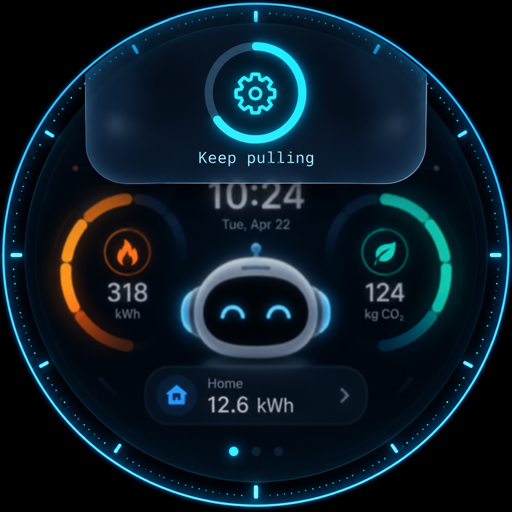 Keep pulling
10:24
Tue, Apr 22
318
kWh
124
kg CO₂
Home
12.6 kWh